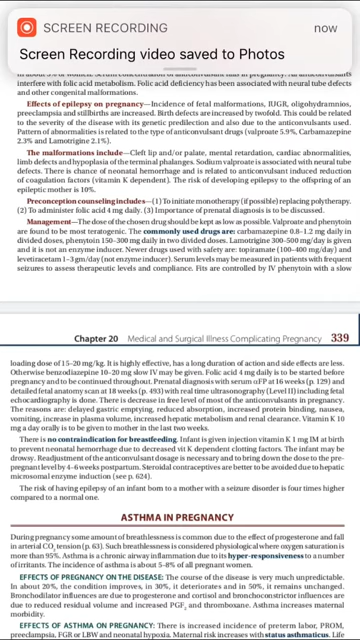 SCREEN RECORDING now
Screen Recording video saved to Photos
interfere with folic acid metabolism. Folic acid deficiency has been associated with neural tube defects
and other congenital malformations.
Effects of epilepsy on pregnancy—Incidence of fetal malformations, IUGR, oligohydramnios,
preeclampsia and stillbirths are increased. Birth defects are increased by twofold. This could be related
to the severity of the disease with its genetic predilection and also due to the anticonvulsants used.
Pattern of abnormalities is related to the type of anticonvulsant drugs (valproate 5.9%, Carbamazepine
2.3% and Lamotrigine 2.1%).
The malformations include—Cleft lip and/or palate, mental retardation, cardiac abnormalities,
limb defects and hypoplasia of the terminal phalanges. Sodium valproate is associated with neural tube
defects. There is chance of neonatal hemorrhage and is related to anticonvulsant induced reduction
of coagulation factors (vitamin K dependent). The risk of developing epilepsy to the offspring of an
epileptic mother is 10%.
Preconception counseling includes—(1) To initiate monotherapy (if possible) replacing polytherapy.
(2) To administer folic acid 4 mg daily. (3) Importance of prenatal diagnosis is to be discussed.
Management—The dose of the chosen drug should be kept as low as possible. Valproate and phenytoin
are found to be most teratogenic. The commonly used drugs are: carbamazepine 0.8–1.2 mg daily in
divided doses, phenytoin 150–300 mg daily in two divided doses. Lamotrigine 300–500 mg/day is given
and it is not an enzyme inducer. Newer drugs used with safety are: topiramate (100–400 mg/day) and
levetiracetam 1–3 gm/day (not enzyme inducer). Serum levels may be measured in patients with frequent
seizures to assess therapeutic levels and compliance. Fits are controlled by IV phenytoin with a slow
Chapter 20 Medical and Surgical Illness Complicating Pregnancy 339
loading dose of 15–20 mg/kg. It is highly effective, has a long duration of action and side effects are less.
Otherwise benzodiazepine 10–20 mg slow IV may be given. Folic acid 4 mg daily is to be started before
pregnancy and to be continued throughout. Prenatal diagnosis with serum αFP at 16 weeks (p. 129) and
detailed fetal anatomy scan at 18 weeks (p. 493) with real time ultrasonography (Level II) including fetal
echocardiography is done. There is decrease in free level of most of the anticonvulsants in pregnancy.
The reasons are: delayed gastric emptying, reduced absorption, increased protein binding, nausea,
vomiting, increase in plasma volume, increased hepatic metabolism and renal clearance. Vitamin K 10
mg a day orally is to be given to mother in the last two weeks.
There is no contraindication for breastfeeding. Infant is given injection vitamin K 1 mg IM at birth
to prevent neonatal hemorrhage due to decreased vit K dependent clotting factors. The infant may be
drowsy. Readjustment of the anticonvulsant dosage is necessary and to bring down the dose to the pre-
pregnant level by 4–6 weeks postpartum. Steroidal contraceptives are better to be avoided due to hepatic
microsomal enzyme induction (see p. 624).
The risk of having epilepsy of an infant born to a mother with a seizure disorder is four times higher
compared to a normal one.
ASTHMA IN PREGNANCY
During pregnancy some amount of breathlessness is common due to the effect of progesterone and fall
in arterial CO2 tension (p. 63). Such breathlessness is considered physiological where oxygen saturation is
more than 95%. Asthma is a chronic airway inflammation due to its hyper-responsiveness to a number
of irritants. The incidence of asthma is about 5–8% of all pregnant women.
EFFECTS OF PREGNANCY ON THE DISEASE: The course of the disease is very much unpredictable.
In about 20%, the condition improves, in 30%, it deteriorates and in 50%, it remains unchanged.
Bronchodilator influences are due to progesterone and cortisol and bronchoconstrictor influences are
due to reduced residual volume and increased PGF2 and thromboxane. Asthma increases maternal
morbidity.
EFFECTS OF ASTHMA ON PREGNANCY: There is increased incidence of preterm labor, PROM,
preeclampsia, FGR or LBW and neonatal hypoxia. Maternal risk increases with status asthmaticus. Life